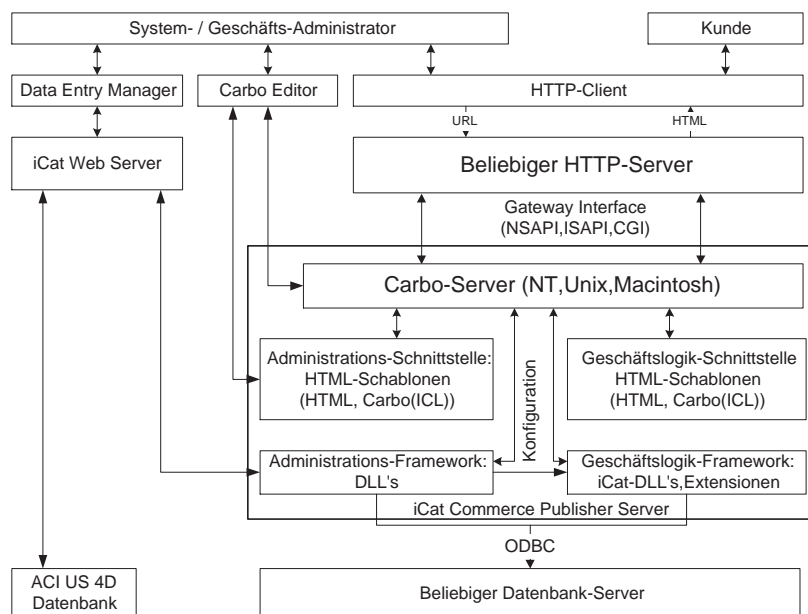 System- / Geschäfts-Administrator
Kunde
Data Entry Manager
Carbo Editor
HTTP-Client
URL
HTML
iCat Web Server
Beliebiger HTTP-Server
Gateway Interface
(NSAPI,ISAPI,CGI)
Carbo-Server (NT,Unix,Macintosh)
Administrations-Schnittstelle:
HTML-Schablonen
(HTML, Carbo(ICL))
Konfiguration
Geschäftslogik-Schnittstelle
HTML-Schablonen
(HTML, Carbo(ICL))
Administrations-Framework:
DLL's
Geschäftslogik-Framework:
iCat-DLL's,Extensionen
iCat Commerce Publisher Server
ODBC
ACI US 4D
Datenbank
Beliebiger Datenbank-Server